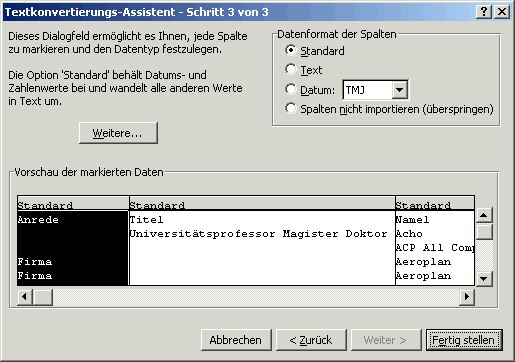 Textkonvertierungs-Assistent - Schritt 3 von 3
Dieses Dialogfeld ermöglicht es Ihnen, jede Spalte
zu markieren und den Datentyp festzulegen.
Die Option 'Standard' behält Datums- und
Zahlenwerte bei und wandelt alle anderen Werte
in Text um.
Weitere...
Datenformat der Spalten
Standard
Text
Datum: TMJ
Spalten nicht importieren (überspringen)
Vorschau der markierten Daten
Standard Standard Standard
Anrede Titel Name1
Universitätsprofessor Magister Doktor Acho
ACP All Comp
Firma Aeroplan
Firma Aeroplan
Abbrechen < Zurück Weiter > Fertig stellen